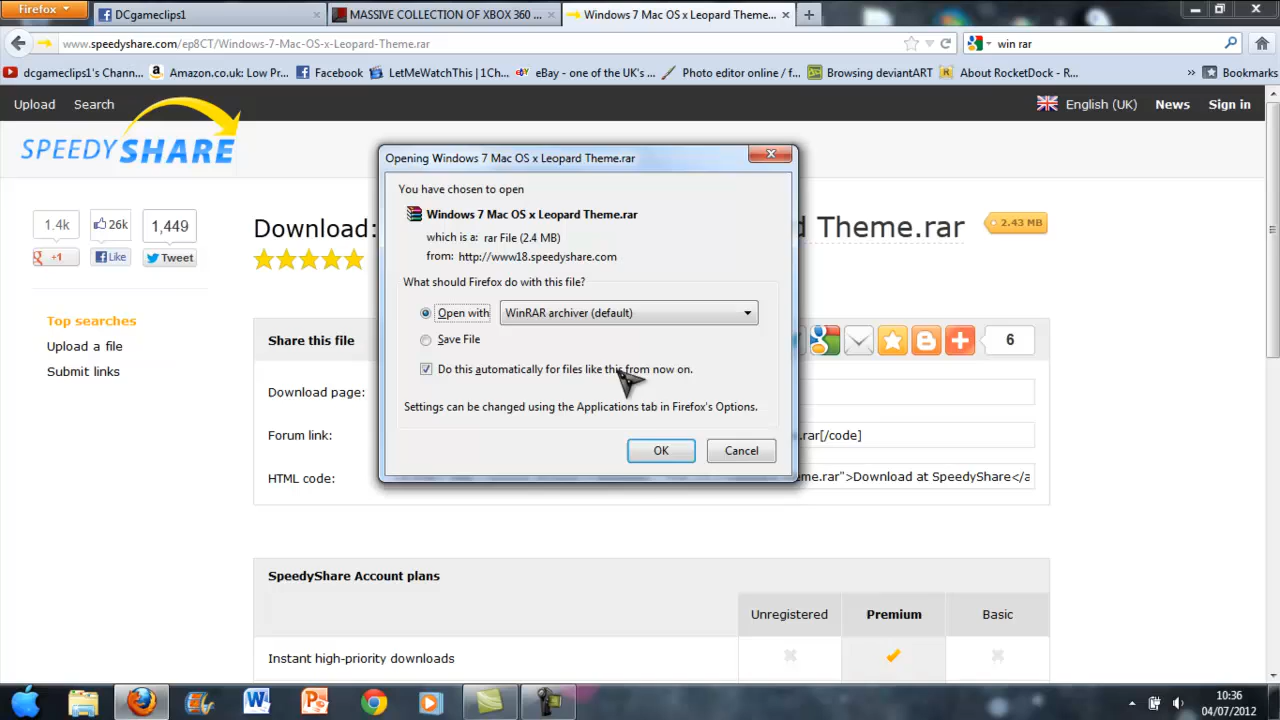 Firefox
DCgameclips1
MASSIVE COLLECTION OF XBOX 360 ...
Windows 7 Mac OS x Leopard Theme...
www.speedyshare.com/ep8CT/Windows-7-Mac-OS-x-Leopard-Theme.rar
win rar
dcgameclips1's Chann...
Amazon.co.uk: Low Pr...
Facebook
LetMeWatchThis | 1Ch...
eBay - one of the UK's ...
Photo editor online / f...
Browsing deviantART
About RocketDock - R...
»
Bookmarks
Upload
Search
English (UK)
News
Sign in
SPEEDYSHARE
1.4k
26k
1,449
+1
Like
Tweet
Download:
d Theme.rar
2.43 MB
Top searches
Upload a file
Submit links
Share this file
6
Download page:
Forum link:
.rar[/code]
HTML code:
eme.rar">Download at SpeedyShare</a
Opening Windows 7 Mac OS x Leopard Theme.rar
You have chosen to open
Windows 7 Mac OS x Leopard Theme.rar
which is a: rar File (2.4 MB)
from: http://www18.speedyshare.com
What should Firefox do with this file?
Open with
WinRAR archiver (default)
Save File
Do this automatically for files like this from now on.
Settings can be changed using the Applications tab in Firefox's Options.
OK
Cancel
SpeedyShare Account plans
Unregistered
Premium
Basic
Instant high-priority downloads
10:36
04/07/2012